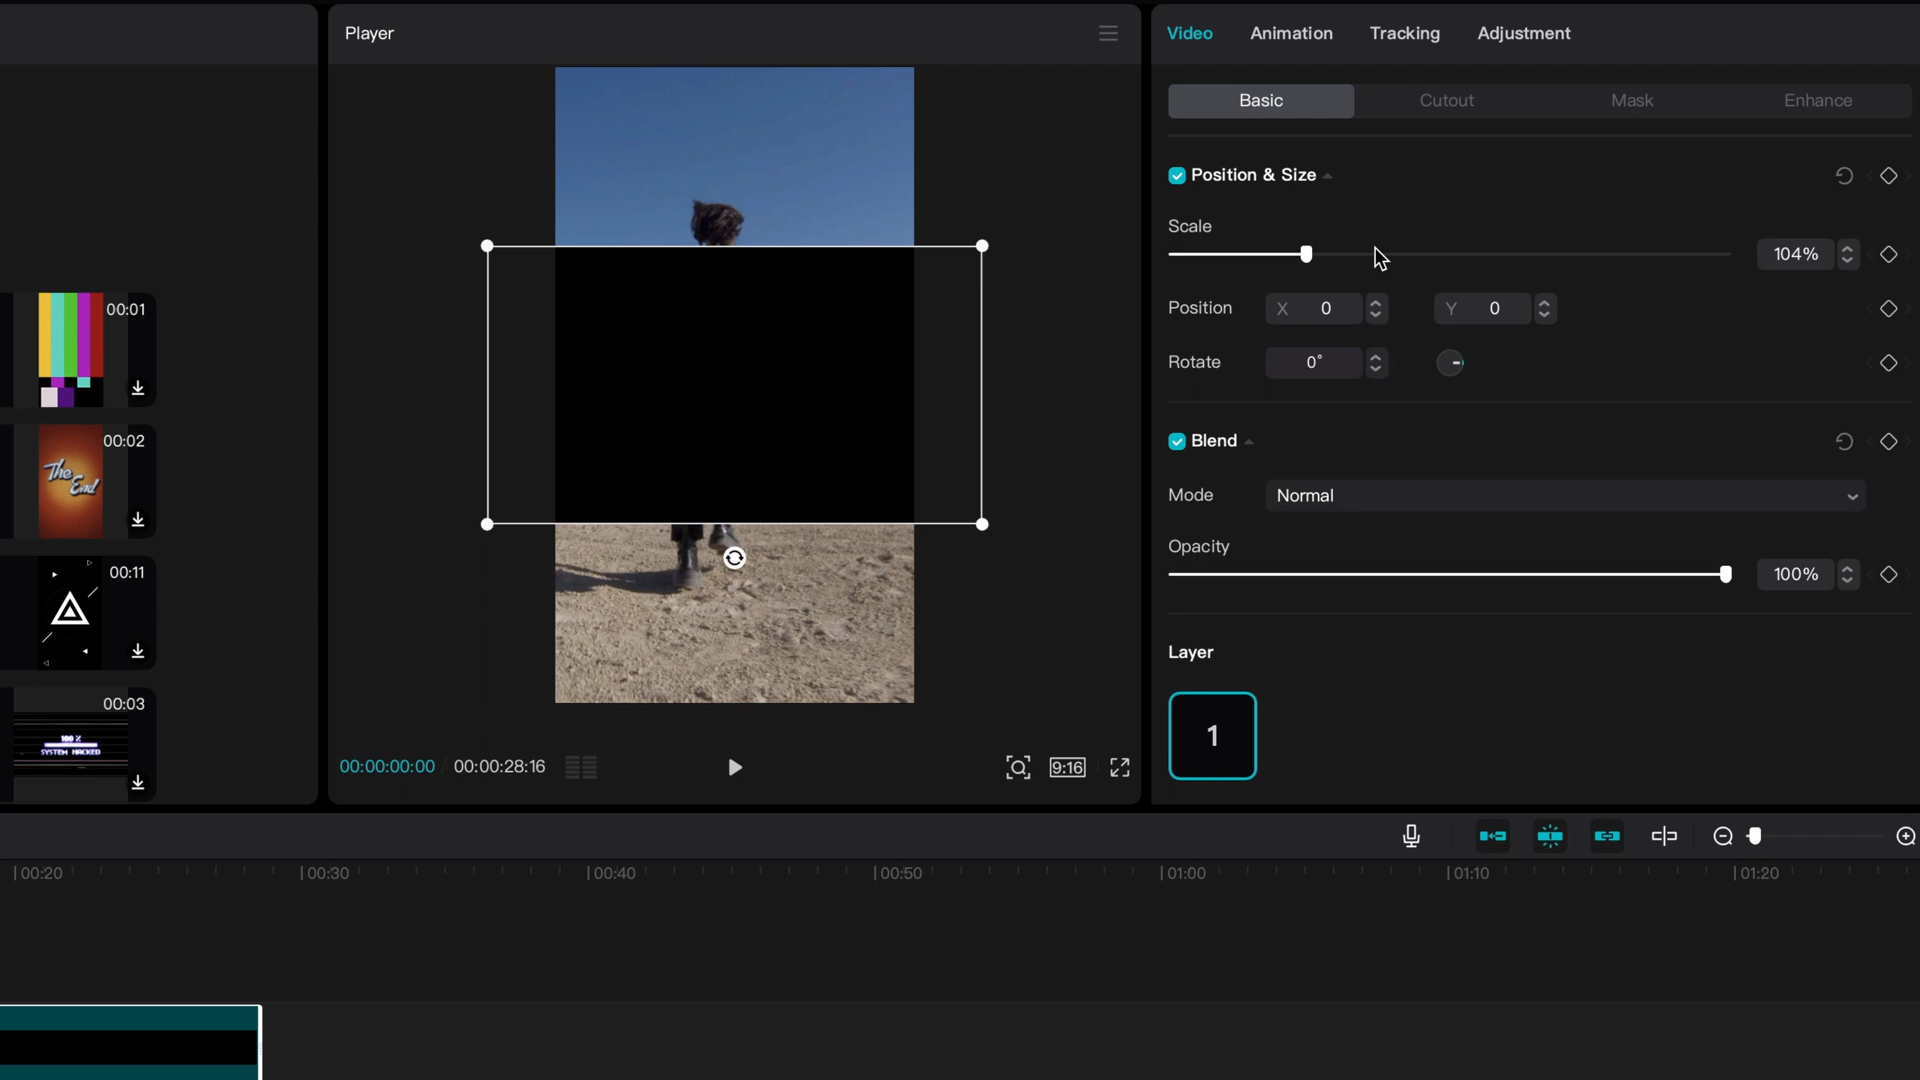 Player
Video Animation Tracking Adjustment
Basic Cutout Mask Enhance
Position & Size
Scale
104%
Position X 0 Y 0
Rotate 0°
Blend
Mode Normal
Opacity
100%
Layer
1
00:01
00:02
The End
00:11
00:03
100 %
SYSTEM HACKED
00:00:00:00 / 00:00:28:16
9:16
00:20 00:30 00:40 00:50 01:00 01:10 01:20